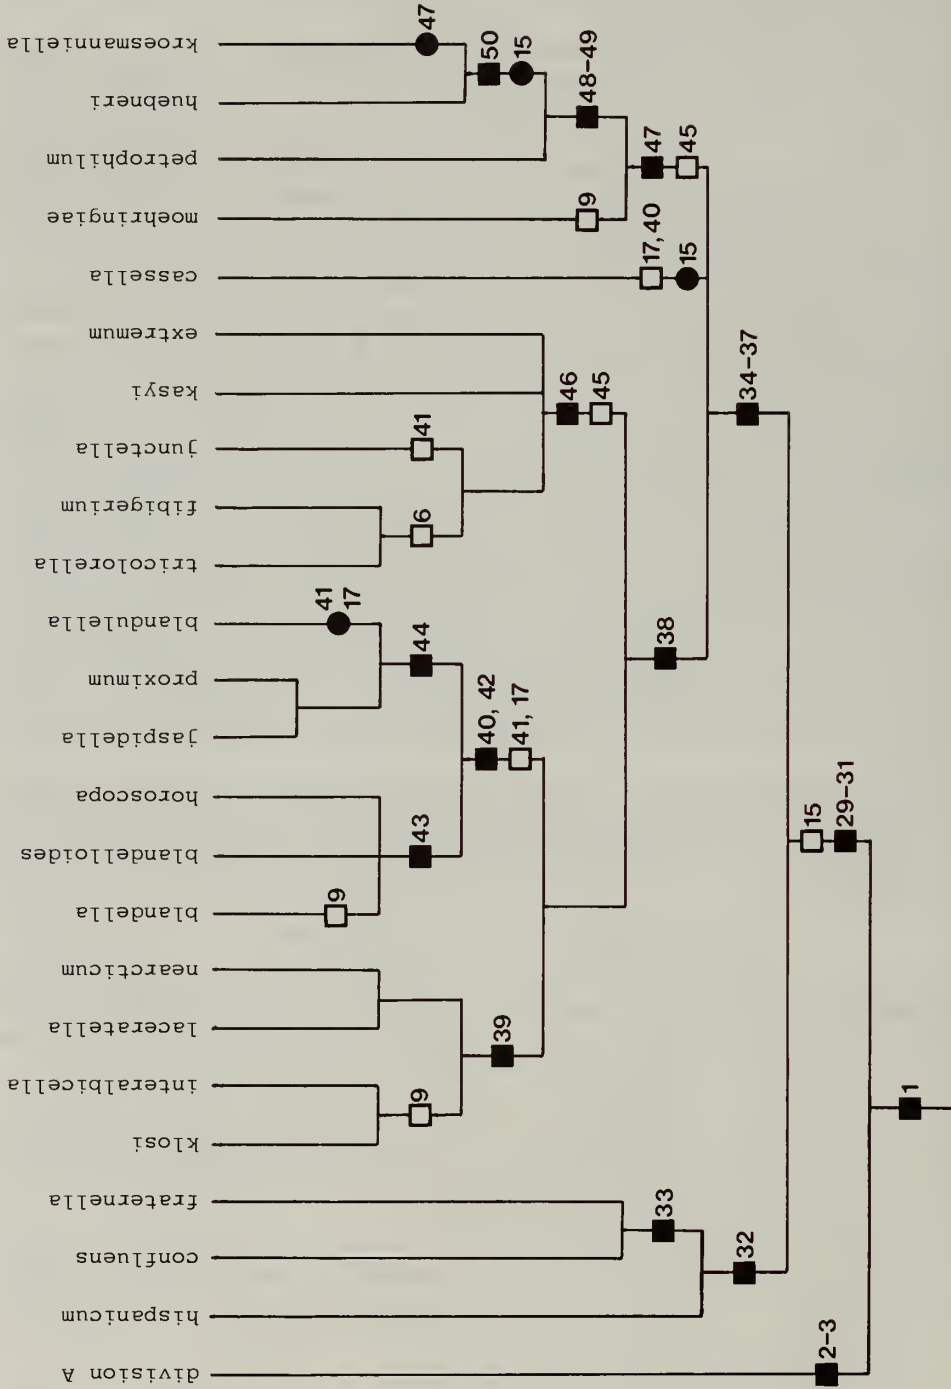 kroesmanniella
huebneri
petrophilum
moehringiae
cassella
extremum
kasyi
junctella
fibigerium
tricolorella
blandulella
proximum
jaspidella
horoscopa
blandelloides
blandella
nearcticum
laceratella
interalbicella
klosi
fraternella
confluens
hispanicum
division A
47
50
15
48-49
47
45
9
17, 40
15
41
6
46
45
34-37
41
17
44
38
40, 42
41, 17
43
9
15
29-31
39
9
33
32
1
2-3